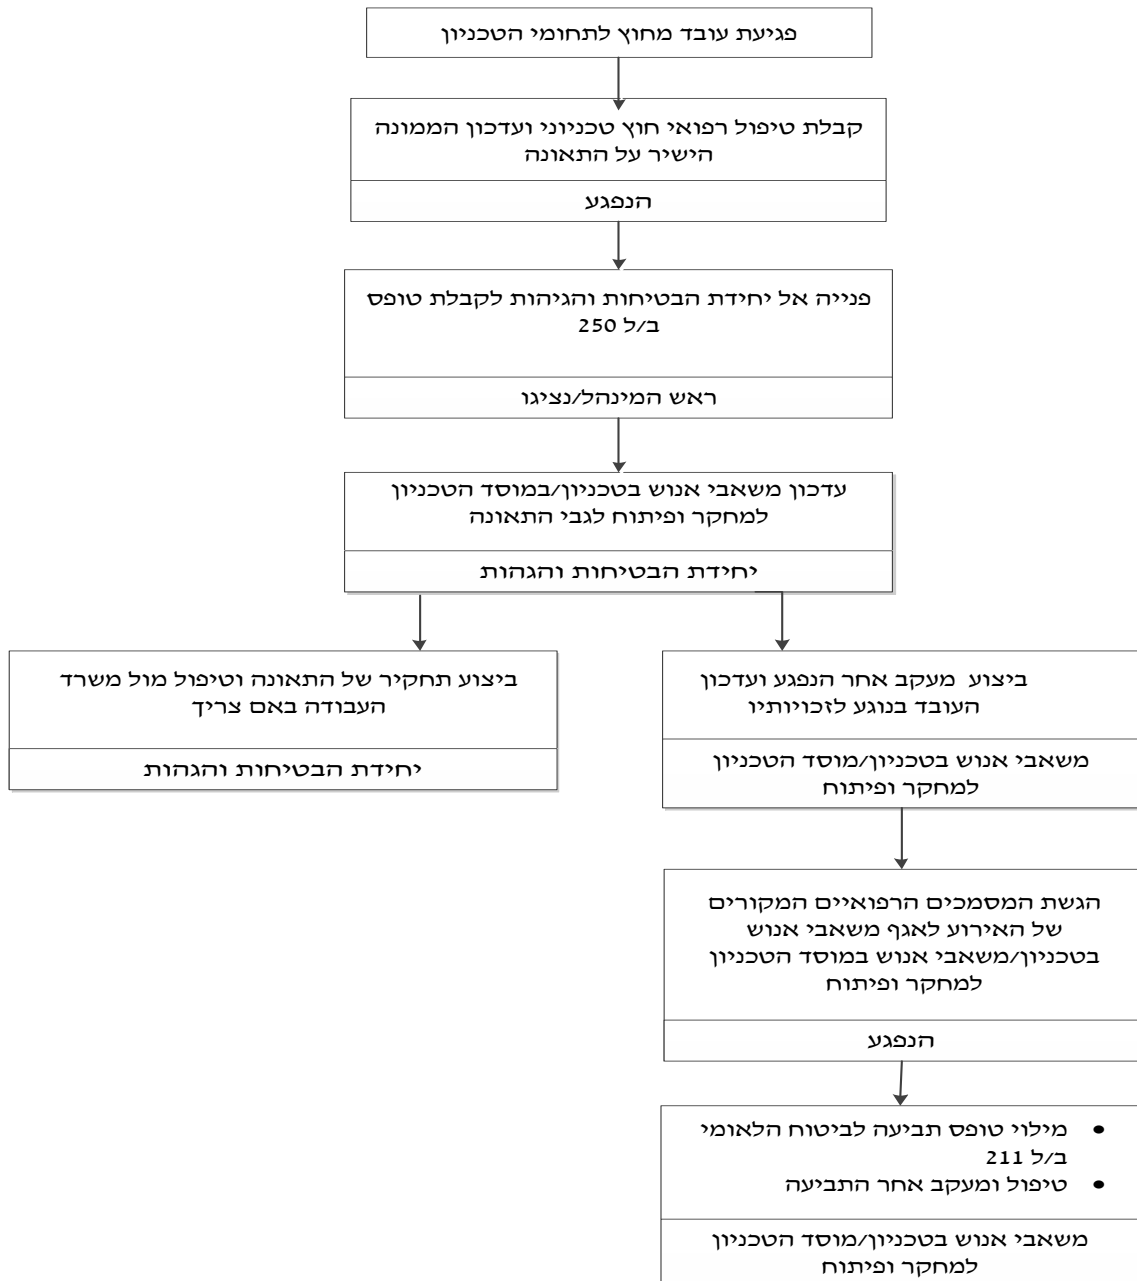 פגיעת עובד מחוץ לתחומי הטכניון
קבלת טיפול רפואי חוץ טכניוני ועדכון הממונה
הישיר על התאונה
הנפגע
פנייה אל יחידת הבטיחות והגיהות לקבלת טופס
ב/ל 250
ראש המינהל/נציגו
עדכון משאבי אנוש בטכניון/במוסד הטכניון
למחקר ופיתוח לגבי התאונה
יחידת הבטיחות והגהות
ביצוע מעקב אחר הנפגע ועדכון
העובד בנוגע לזכויותיו
משאבי אנוש בטכניון/מוסד הטכניון
למחקר ופיתוח
ביצוע תחקיר של התאונה וטיפול מול משרד
העבודה באם צריך
יחידת הבטיחות והגהות
הגשת המסמכים הרפואיים המקורים
של האירוע לאגף משאבי אנוש
בטכניון/משאבי אנוש במוסד הטכניון
למחקר ופיתוח
הנפגע
• מילוי טופס תביעה לביטוח הלאומי
ב/ל 211
• טיפול ומעקב אחר התביעה
משאבי אנוש בטכניון/מוסד הטכניון
למחקר ופיתוח